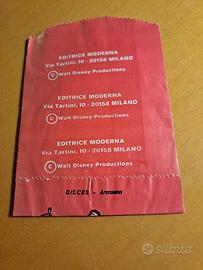 EDITRICE MODERNA
Via Tartini, 10 - 20158 MILANO
© Walt Disney Productions
EDITRICE MODERNA
Via Tartini, 10 - 20158 MILANO
© Walt Disney Productions
EDITRICE MODERNA
Via Tartini, 10 - 20158 MILANO
© Walt Disney Productions
SILCES - Arenzano
subito